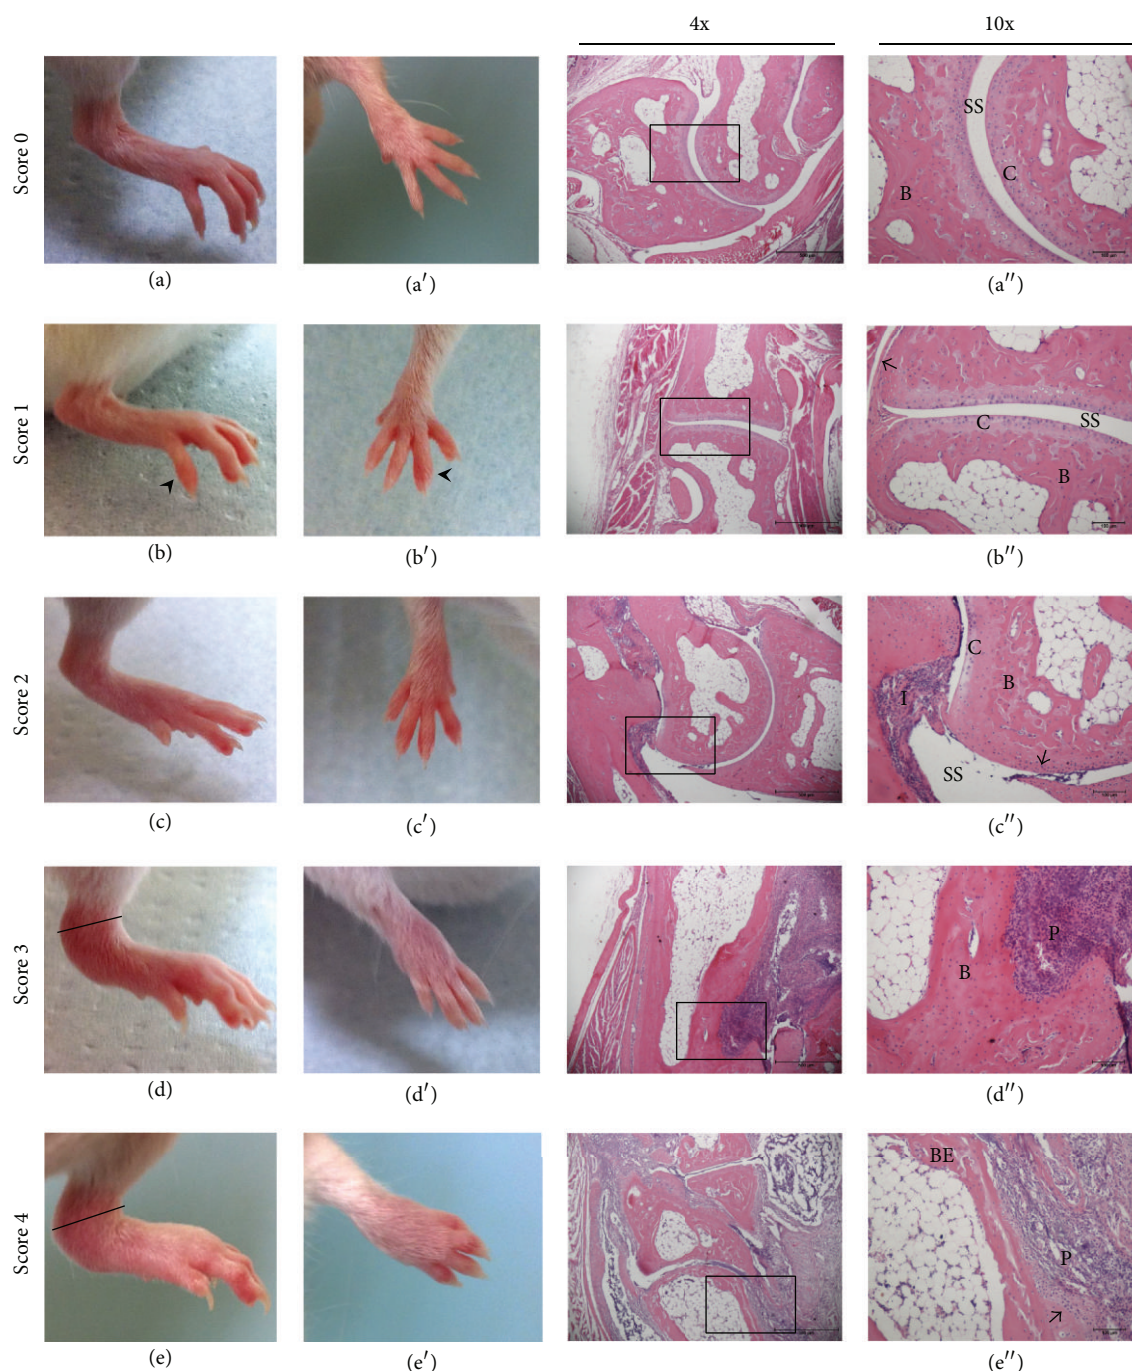 4x 10x
Score 0
SS
C
B
(a) (a′) (a″)
Score 1
C SS
B
(b) (b′) (b″)
Score 2
C
B
I
SS
(c) (c′) (c″)
Score 3
P
B
(d) (d′) (d″)
Score 4
BE
P
(e) (e′) (e″)